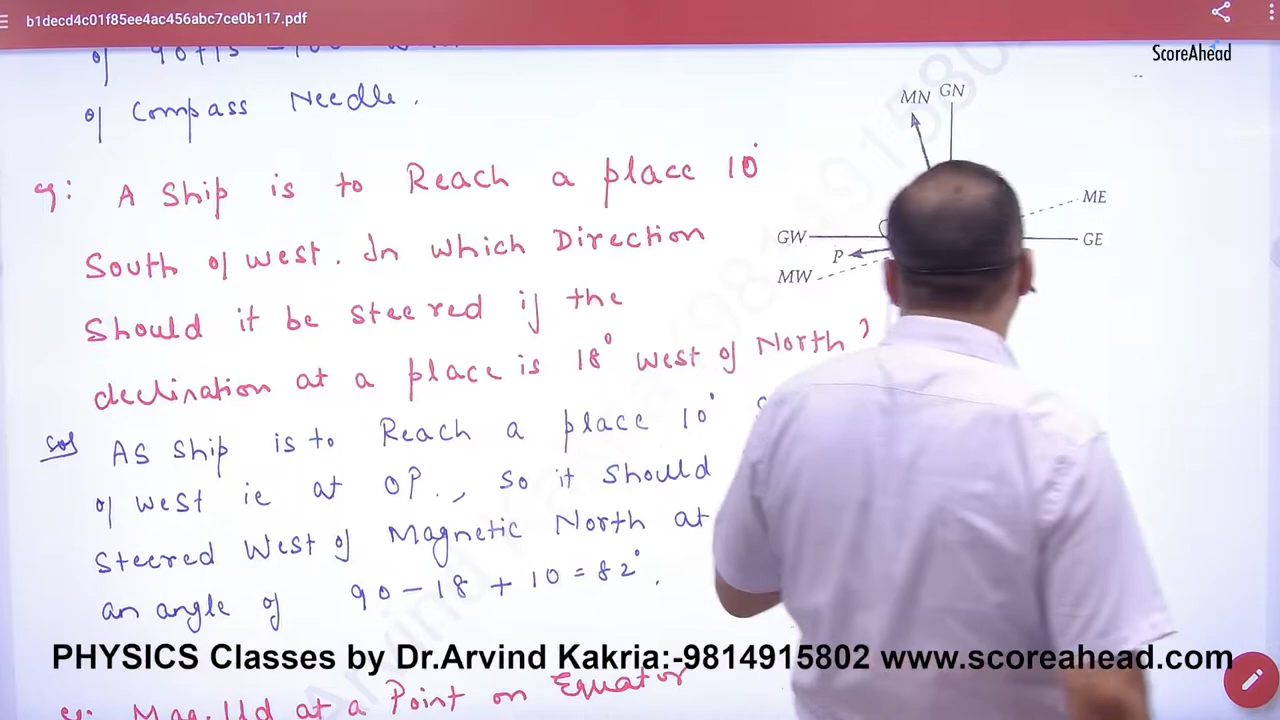 b1decd4c01f85ee4ac456abc7ce0b117.pdf
ScoreAhead
of Compass Needle.
MN GN
ME
GW GE
P
MW
q: A Ship is to Reach a place 10°
South of west. In which Direction
Should it be steered if the
declination at a place is 18° west of North?
Sol As Ship is to Reach a place 10°
of west ie at OP., so it should
steered West of Magnetic North at
an angle of 90 - 18 + 10 = 82°.
PHYSICS Classes by Dr.Arvind Kakria:-9814915802 www.scoreahead.com
at a Point on Equator